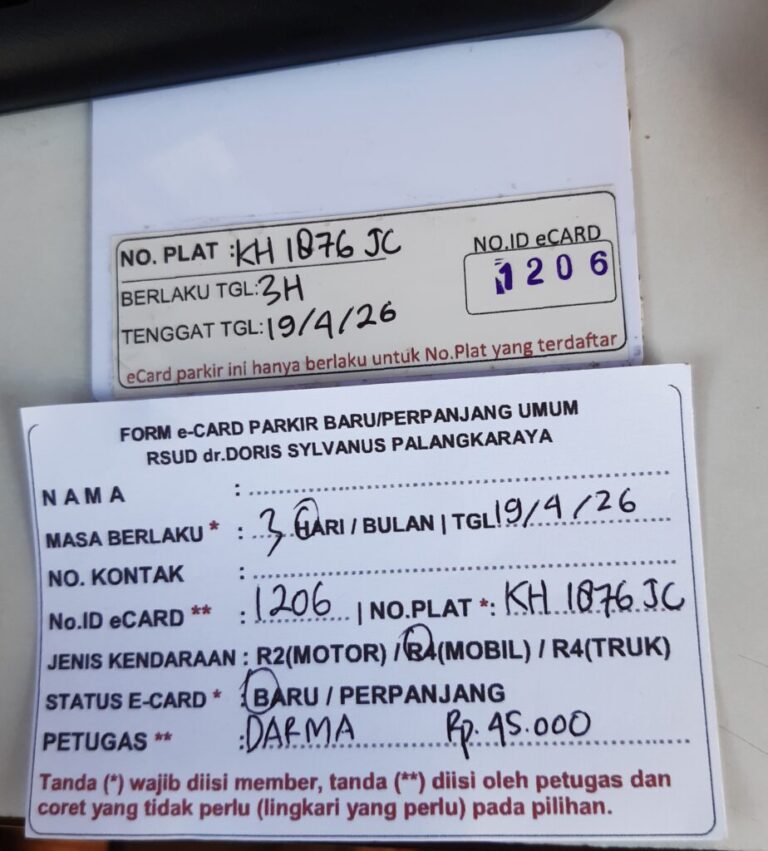 NO. PLAT :KH 1876 JC
NO.ID eCARD
1206
BERLAKU TGL:3H
TENGGAT TGL:19/4/26
eCard parkir ini hanya berlaku untuk No.Plat yang terdaftar
FORM e-CARD PARKIR BARU/PERPANJANG UMUM
RSUD dr.DORIS SYLVANUS PALANGKARAYA
NAMA :
MASA BERLAKU * : 3 HARI / BULAN | TGL 19/4/26
NO. KONTAK :
No.ID eCARD ** : 1206 | NO.PLAT *: KH 1876 JC
JENIS KENDARAAN : R2(MOTOR) / R4(MOBIL) / R4(TRUK)
STATUS E-CARD * : BARU / PERPANJANG
PETUGAS ** :DARMA Rp. 45.000
Tanda (*) wajib diisi member, tanda (**) diisi oleh petugas dan
coret yang tidak perlu (lingkari yang perlu) pada pilihan.